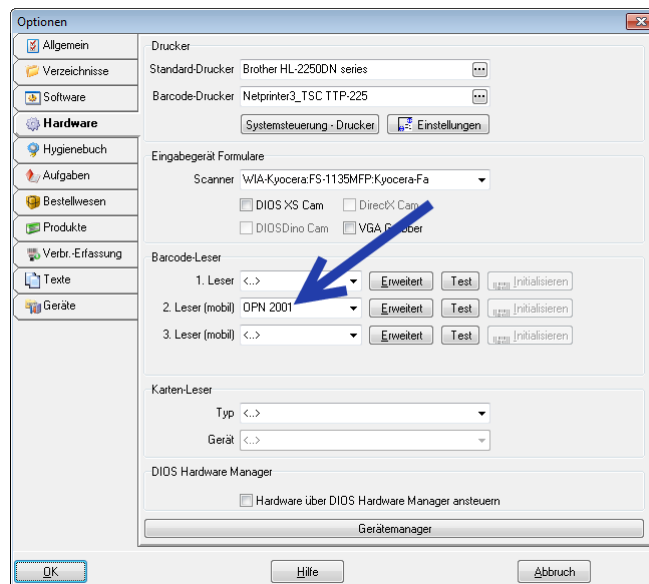 Optionen
Allgemein
Verzeichnisse
Software
Hardware
Hygienebuch
Aufgaben
Bestellwesen
Produkte
Verbr.-Erfassung
Texte
Geräte
Drucker
Standard-Drucker Brother HL-2250DN series ...
Barcode-Drucker Netprinter3_TSC TTP-225 ...
Systemsteuerung - Drucker Einstellungen
Eingabegerät Formulare
Scanner WIA-Kyocera:FS-1135MFP:Kyocera-Fa
DIOS XS Cam DirectX Cam
DIOSDino Cam VGA
Barcode-Leser
1. Leser <..> Erweitert Test Initialisieren
2. Leser (mobil) OPN 2001 Erweitert Test Initialisieren
3. Leser (mobil) <..> Erweitert Test Initialisieren
Karten-Leser
Typ <..>
Gerät <..>
DIOS Hardware Manager
Hardware über DIOS Hardware Manager ansteuern
Gerätemanager
OK Hilfe Abbruch